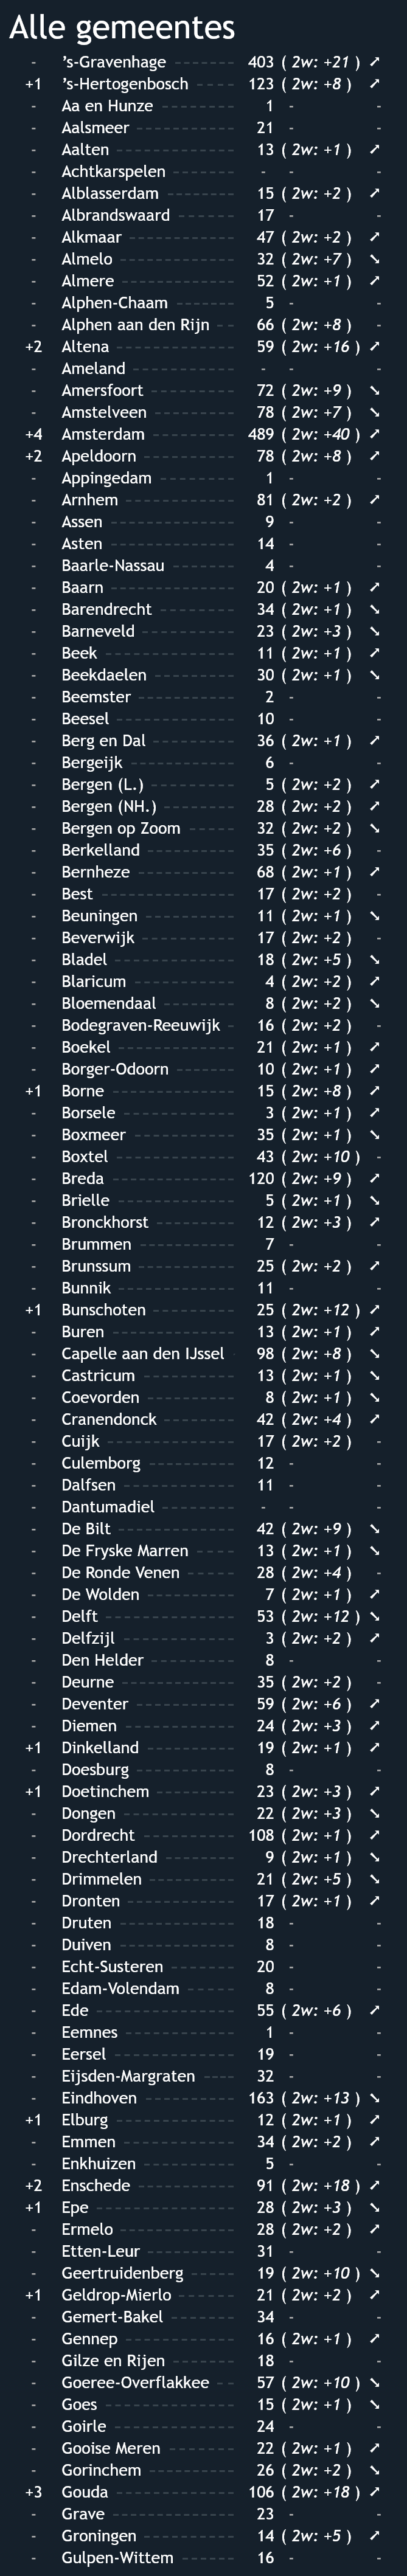 Alle gemeentes
- ’s-Gravenhage 403 ( 2w: +21 ) ➚
+1 ’s-Hertogenbosch 123 ( 2w: +8 ) ➚
- Aa en Hunze 1 - -
- Aalsmeer 21 - -
- Aalten 13 ( 2w: +1 ) ➚
- Achtkarspelen - - -
- Alblasserdam 15 ( 2w: +2 ) ➚
- Albrandswaard 17 - -
- Alkmaar 47 ( 2w: +2 ) ➚
- Almelo 32 ( 2w: +7 ) ➘
- Almere 52 ( 2w: +1 ) ➚
- Alphen-Chaam 5 - -
- Alphen aan den Rijn 66 ( 2w: +8 ) -
+2 Altena 59 ( 2w: +16 ) ➚
- Ameland - - -
- Amersfoort 72 ( 2w: +9 ) ➘
- Amstelveen 78 ( 2w: +7 ) ➘
+4 Amsterdam 489 ( 2w: +40 ) ➚
+2 Apeldoorn 78 ( 2w: +8 ) ➚
- Appingedam 1 - -
- Arnhem 81 ( 2w: +2 ) ➚
- Assen 9 - -
- Asten 14 - -
- Baarle-Nassau 4 - -
- Baarn 20 ( 2w: +1 ) ➚
- Barendrecht 34 ( 2w: +1 ) ➘
- Barneveld 23 ( 2w: +3 ) ➘
- Beek 11 ( 2w: +1 ) ➚
- Beekdaelen 30 ( 2w: +1 ) ➘
- Beemster 2 - -
- Beesel 10 - -
- Berg en Dal 36 ( 2w: +1 ) ➚
- Bergeijk 6 - -
- Bergen (L.) 5 ( 2w: +2 ) ➚
- Bergen (NH.) 28 ( 2w: +2 ) ➚
- Bergen op Zoom 32 ( 2w: +2 ) ➘
- Berkelland 35 ( 2w: +6 ) -
- Bernheze 68 ( 2w: +1 ) ➚
- Best 17 ( 2w: +2 ) -
- Beuningen 11 ( 2w: +1 ) ➘
- Beverwijk 17 ( 2w: +2 ) -
- Bladel 18 ( 2w: +5 ) ➘
- Blaricum 4 ( 2w: +2 ) ➚
- Bloemendaal 8 ( 2w: +2 ) ➘
- Bodegraven-Reeuwijk 16 ( 2w: +2 ) -
- Boekel 21 ( 2w: +1 ) ➚
- Borger-Odoorn 10 ( 2w: +1 ) ➚
+1 Borne 15 ( 2w: +8 ) ➚
- Borsele 3 ( 2w: +1 ) ➚
- Boxmeer 35 ( 2w: +1 ) ➘
- Boxtel 43 ( 2w: +10 ) -
- Breda 120 ( 2w: +9 ) ➚
- Brielle 5 ( 2w: +1 ) ➘
- Bronckhorst 12 ( 2w: +3 ) ➚
- Brummen 7 - -
- Brunssum 25 ( 2w: +2 ) ➚
- Bunnik 11 - -
+1 Bunschoten 25 ( 2w: +12 ) ➚
- Buren 13 ( 2w: +1 ) ➚
- Capelle aan den IJssel 98 ( 2w: +8 ) ➘
- Castricum 13 ( 2w: +1 ) ➘
- Coevorden 8 ( 2w: +1 ) ➘
- Cranendonck 42 ( 2w: +4 ) ➚
- Cuijk 17 ( 2w: +2 ) -
- Culemborg 12 - -
- Dalfsen 11 - -
- Dantumadiel - - -
- De Bilt 42 ( 2w: +9 ) ➘
- De Fryske Marren 13 ( 2w: +1 ) ➘
- De Ronde Venen 28 ( 2w: +4 ) -
- De Wolden 7 ( 2w: +1 ) ➚
- Delft 53 ( 2w: +12 ) ➘
- Delfzijl 3 ( 2w: +2 ) ➚
- Den Helder 8 - -
- Deurne 35 ( 2w: +2 ) -
- Deventer 59 ( 2w: +6 ) ➚
- Diemen 24 ( 2w: +3 ) ➚
+1 Dinkelland 19 ( 2w: +1 ) ➚
- Doesburg 8 - -
+1 Doetinchem 23 ( 2w: +3 ) ➚
- Dongen 22 ( 2w: +3 ) ➘
- Dordrecht 108 ( 2w: +1 ) ➚
- Drechterland 9 ( 2w: +1 ) ➘
- Drimmelen 21 ( 2w: +5 ) ➘
- Dronten 17 ( 2w: +1 ) ➚
- Druten 18 - -
- Duiven 8 - -
- Echt-Susteren 20 - -
- Edam-Volendam 8 - -
- Ede 55 ( 2w: +6 ) ➚
- Eemnes 1 - -
- Eersel 19 - -
- Eijsden-Margraten 32 - -
- Eindhoven 163 ( 2w: +13 ) ➘
+1 Elburg 12 ( 2w: +1 ) ➚
- Emmen 34 ( 2w: +2 ) ➚
- Enkhuizen 5 - -
+2 Enschede 91 ( 2w: +18 ) ➚
+1 Epe 28 ( 2w: +3 ) ➘
- Ermelo 28 ( 2w: +2 ) ➚
- Etten-Leur 31 - -
- Geertruidenberg 19 ( 2w: +10 ) ➘
+1 Geldrop-Mierlo 21 ( 2w: +2 ) ➚
- Gemert-Bakel 34 - -
- Gennep 16 ( 2w: +1 ) ➚
- Gilze en Rijen 18 - -
- Goeree-Overflakkee 57 ( 2w: +10 ) ➘
- Goes 15 ( 2w: +1 ) ➘
- Goirle 24 - -
- Gooise Meren 22 ( 2w: +1 ) ➚
- Gorinchem 26 ( 2w: +2 ) ➘
+3 Gouda 106 ( 2w: +18 ) ➚
- Grave 23 - -
- Groningen 14 ( 2w: +5 ) ➚
- Gulpen-Wittem 16 - -